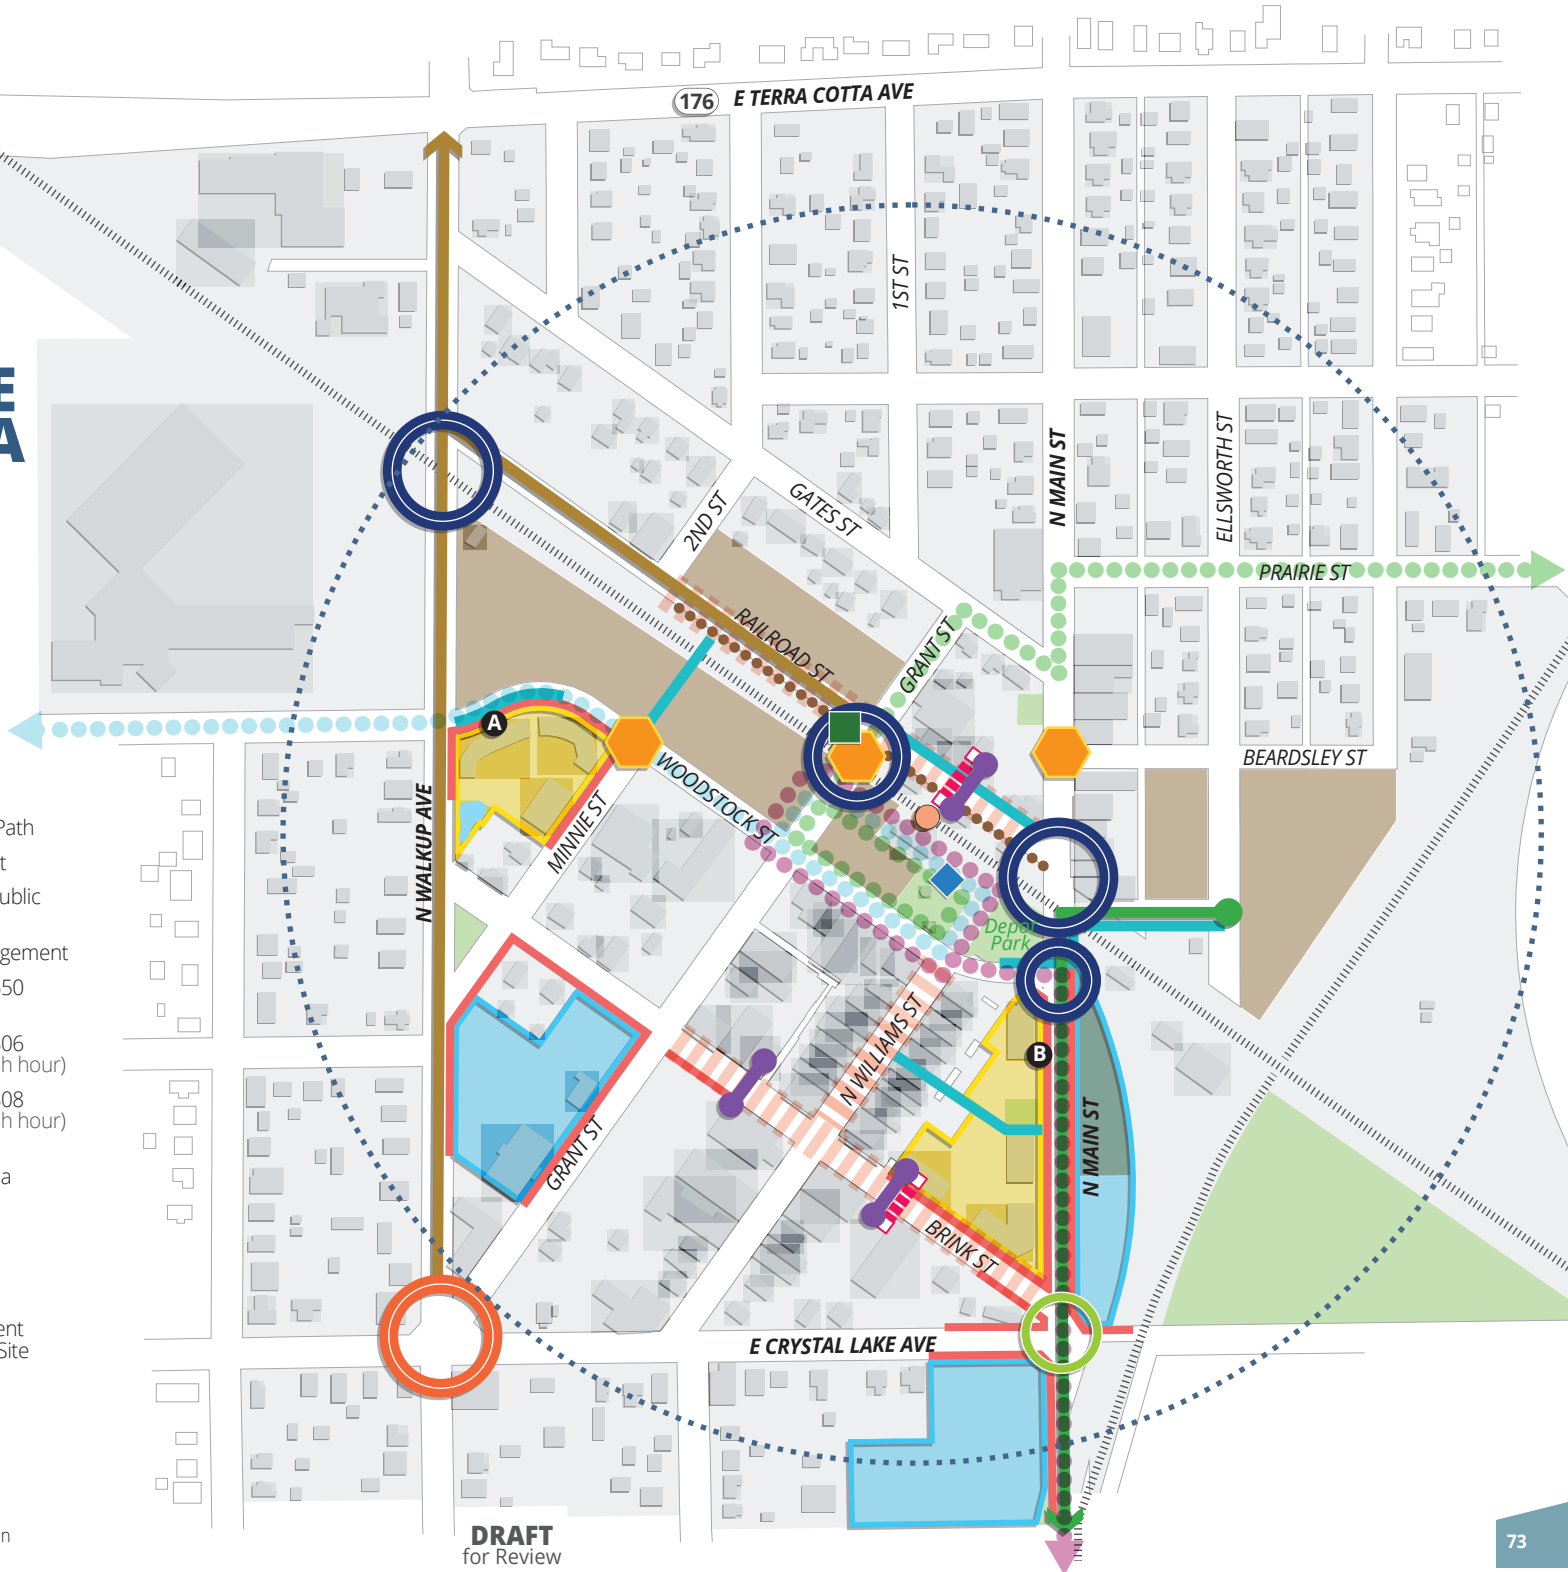 176
E TERRA COTTA AVE
1ST ST
E
A
N MAIN ST
ELLSWORTH ST
2ND ST
GATES ST
PRAIRIE ST
RAILROAD ST
GRANT ST
A
WOODSTOCK ST
BEARDSLEY ST
N WALKUP AVE
MINNIE ST
Path
t
ublic
gement
50
06
h hour)
08
h hour)
a
Depot
Park
N WILLIAMS ST
B
N MAIN ST
GRANT ST
BRINK ST
ent
Site
E CRYSTAL LAKE AVE
n
DRAFT
for Review
73